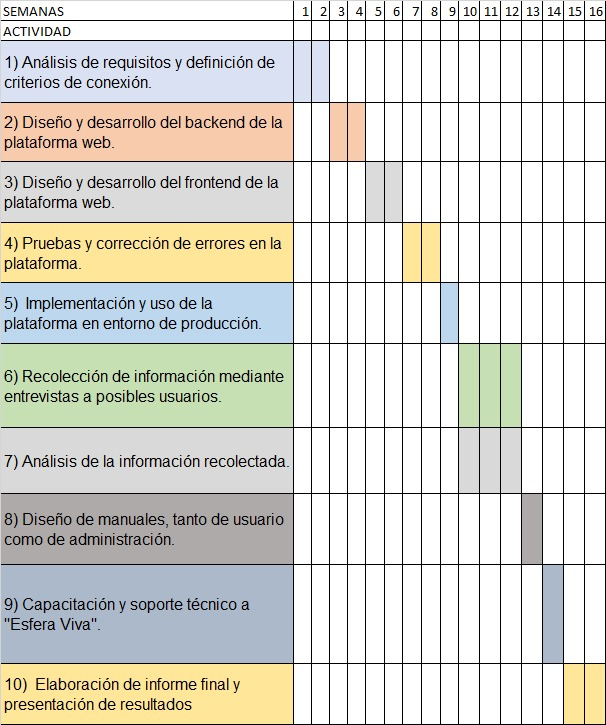 SEMANAS 1 2 3 4 5 6 7 8 9 10 11 12 13 14 15 16
ACTIVIDAD
1) Análisis de requisitos y definición de
criterios de conexión.
2) Diseño y desarrollo del backend de la
plataforma web.
3) Diseño y desarrollo del frontend de la
plataforma web.
4) Pruebas y corrección de errores en la
plataforma.
5) Implementación y uso de la
plataforma en entorno de producción.
6) Recolección de información mediante
entrevistas a posibles usuarios.
7) Análisis de la información recolectada.
8) Diseño de manuales, tanto de usuario
como de administración.
9) Capacitación y soporte técnico a
"Esfera Viva".
10) Elaboración de informe final y
presentación de resultados